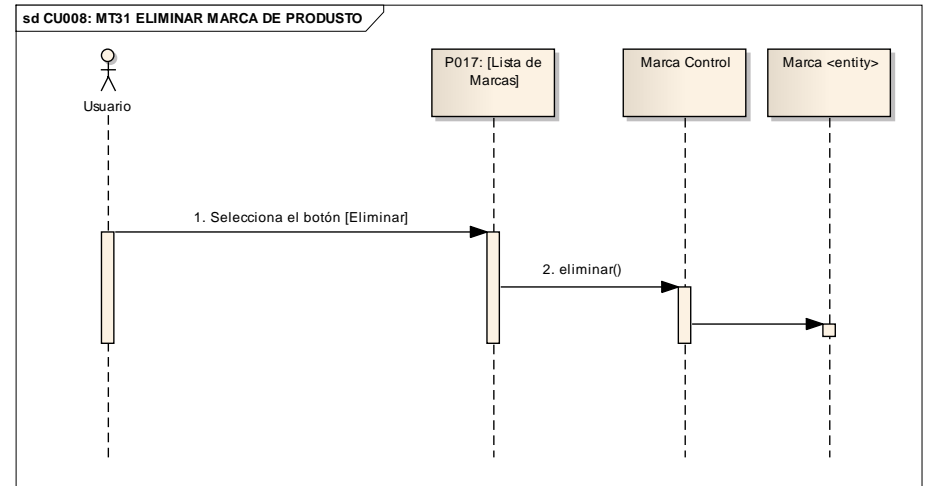 sd CU008: MT31 ELIMINAR MARCA DE PRODUSTO
Usuario
P017: [Lista de
Marcas]
Marca Control
Marca <entity>
1. Selecciona el botón [Eliminar]
2. eliminar()